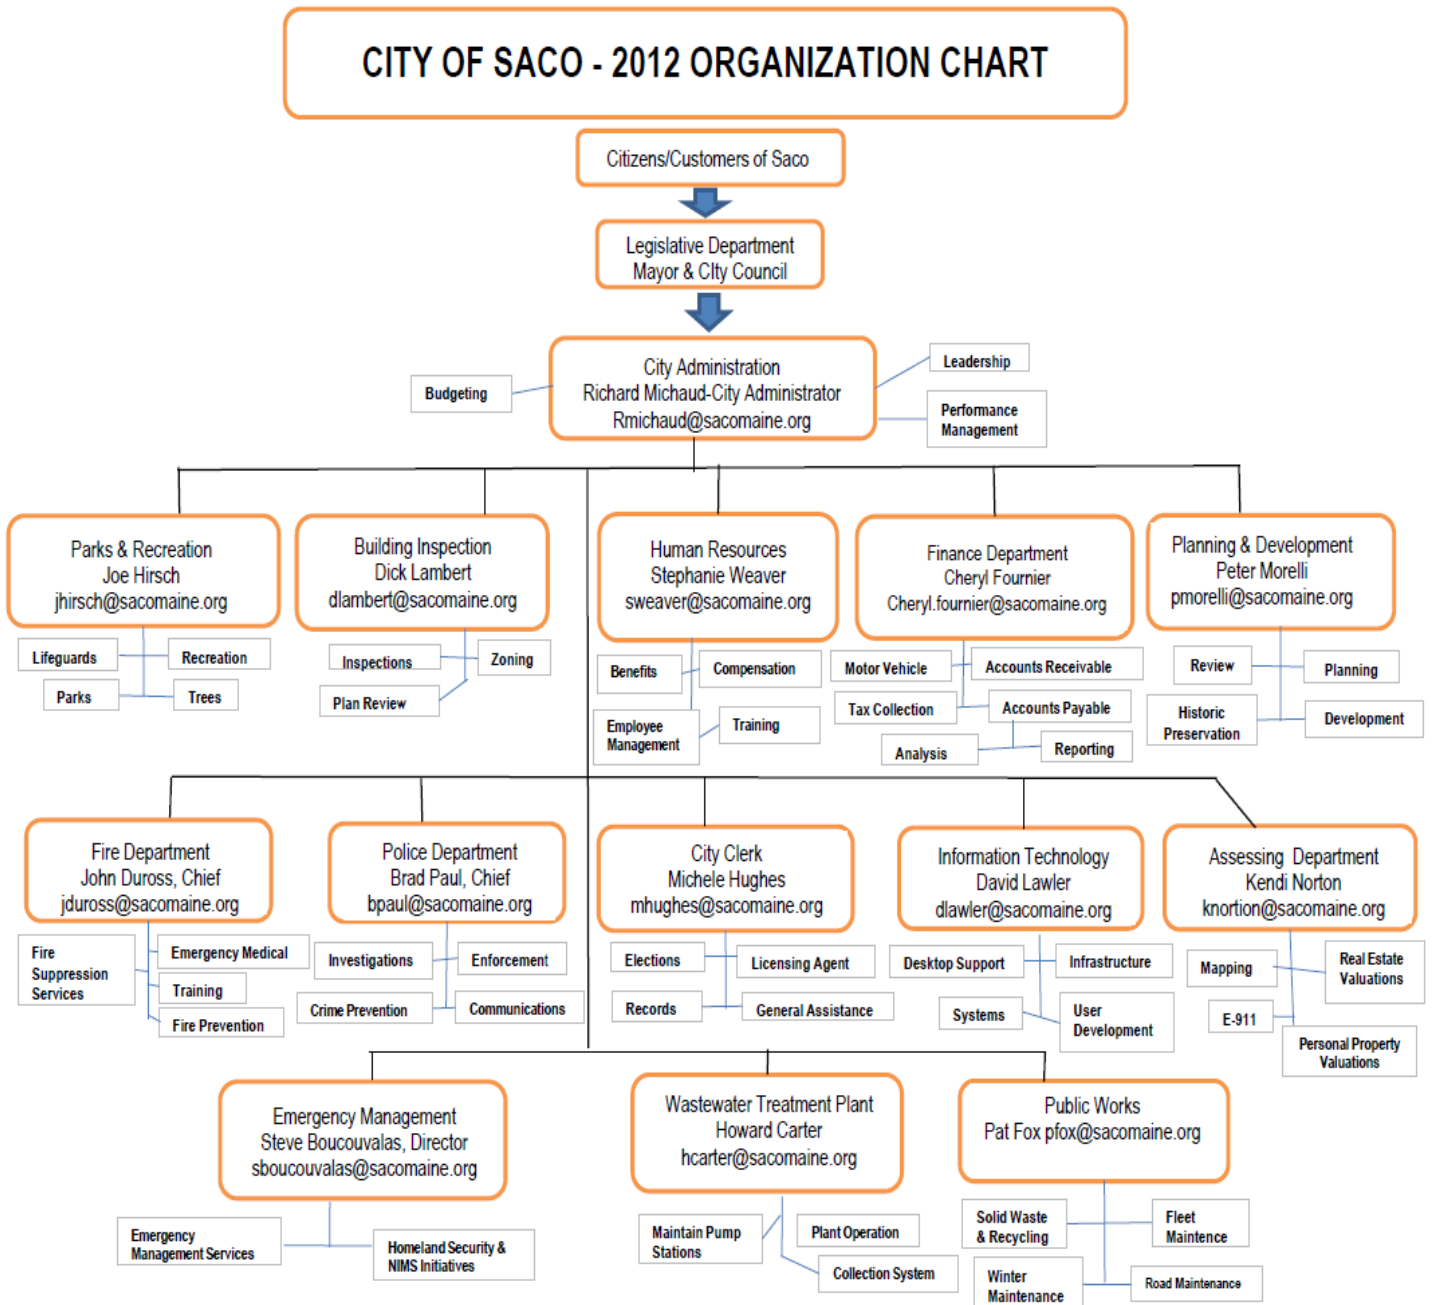 CITY OF SACO - 2012 ORGANIZATION CHART
Citizens/Customers of Saco
Legislative Department
Mayor & CIty Council
City Administration
Richard Michaud-City Administrator
Rmichaud@sacomaine.org
Budgeting
Leadership
Performance
Management
Parks & Recreation
Joe Hirsch
jhirsch@sacomaine.org
Lifeguards
Recreation
Parks
Trees
Building Inspection
Dick Lambert
dlambert@sacomaine.org
Inspections
Zoning
Plan Review
Human Resources
Stephanie Weaver
sweaver@sacomaine.org
Benefits
Compensation
Employee
Management
Training
Finance Department
Cheryl Fournier
Cheryl.fournier@sacomaine.org
Motor Vehicle
Accounts Receivable
Tax Collection
Accounts Payable
Analysis
Reporting
Planning & Development
Peter Morelli
pmorelli@sacomaine.org
Review
Planning
Historic
Preservation
Development
Fire Department
John Duross, Chief
jduross@sacomaine.org
Fire
Suppression
Services
Emergency Medical
Training
Fire Prevention
Police Department
Brad Paul, Chief
bpaul@sacomaine.org
Investigations
Enforcement
Crime Prevention
Communications
City Clerk
Michele Hughes
mhughes@sacomaine.org
Elections
Licensing Agent
Records
General Assistance
Information Technology
David Lawler
dlawler@sacomaine.org
Desktop Support
Infrastructure
Systems
User
Development
Assessing Department
Kendi Norton
knortion@sacomaine.org
Mapping
Real Estate
Valuations
E-911
Personal Property
Valuations
Emergency Management
Steve Boucouvalas, Director
sboucouvalas@sacomaine.org
Emergency
Management Services
Homeland Security &
NIMS Initiatives
Wastewater Treatment Plant
Howard Carter
hcarter@sacomaine.org
Maintain Pump
Stations
Plant Operation
Collection System
Public Works
Pat Fox pfox@sacomaine.org
Solid Waste
& Recycling
Fleet
Maintence
Winter
Maintenance
Road Maintenance